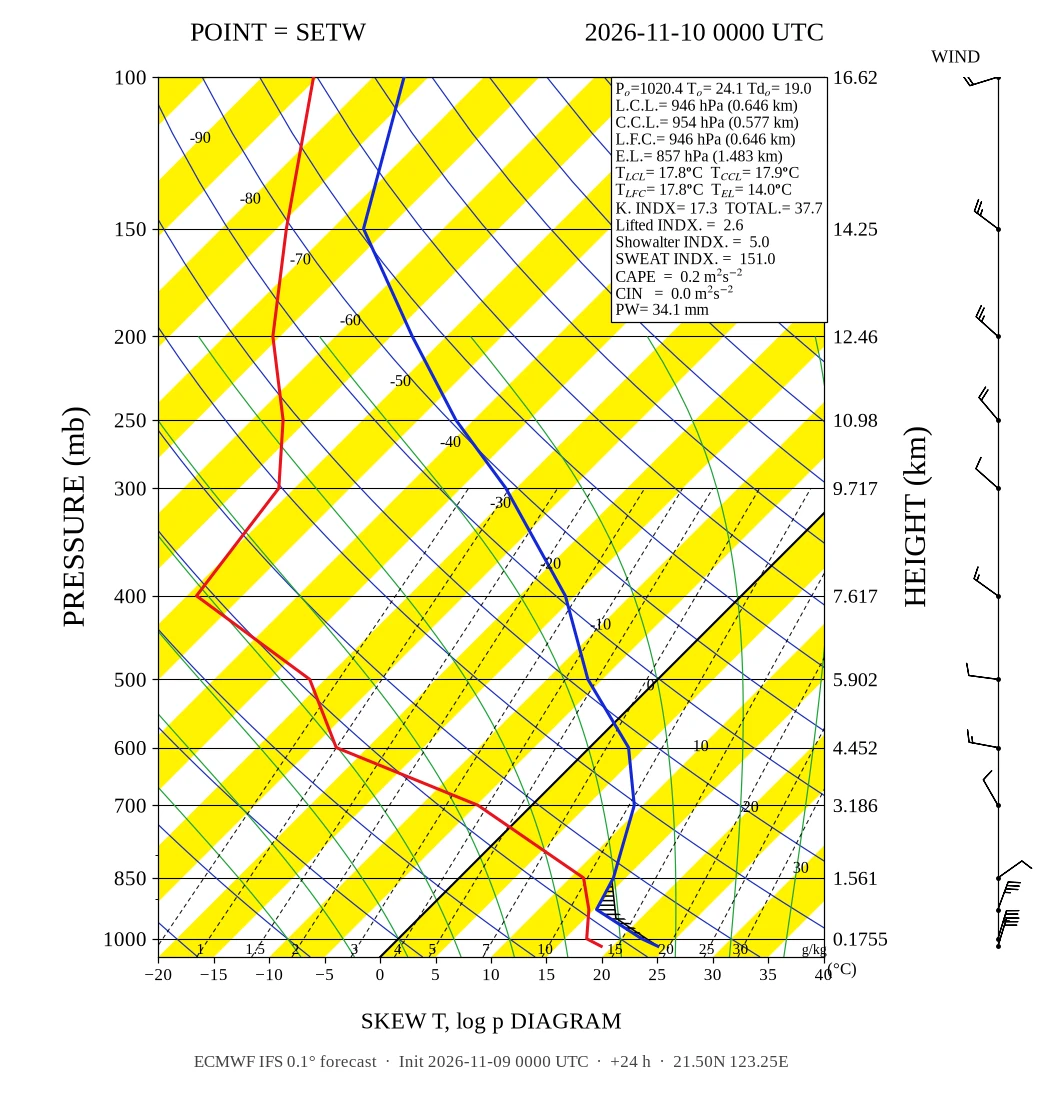 POINT = SETW
2026-11-10 0000 UTC
WIND
P₀=1020.4 T₀= 24.1 Td₀= 19.0
L.C.L.= 946 hPa (0.646 km)
C.C.L.= 954 hPa (0.577 km)
L.F.C.= 946 hPa (0.646 km)
E.L.= 857 hPa (1.483 km)
T_LCL= 17.8°C T_CCL= 17.9°C
T_LFC= 17.8°C T_EL= 14.0°C
K. INDX= 17.3 TOTAL.= 37.7
Lifted INDX. = 2.6
Showalter INDX. = 5.0
SWEAT INDX. = 151.0
CAPE = 0.2 m²s⁻²
CIN = 0.0 m²s⁻²
PW= 34.1 mm
100 16.62
-90
-80
150 14.25
-70
-60
200 12.46
-50
250 10.98
-40
300 9.717
-30
-20
400 7.617
-10
500 5.902
0
600 4.452
10
700 3.186
20
850 1.561
30
1000 0.1755
1 1.5 2 3 4 5 7 10 15 20 25 30 g/kg
−20 −15 −10 −5 0 5 10 15 20 25 30 35 40 (°C)
PRESSURE (mb)
HEIGHT (km)
SKEW T, log p DIAGRAM
ECMWF IFS 0.1° forecast · Init 2026-11-09 0000 UTC · +24 h · 21.50N 123.25E